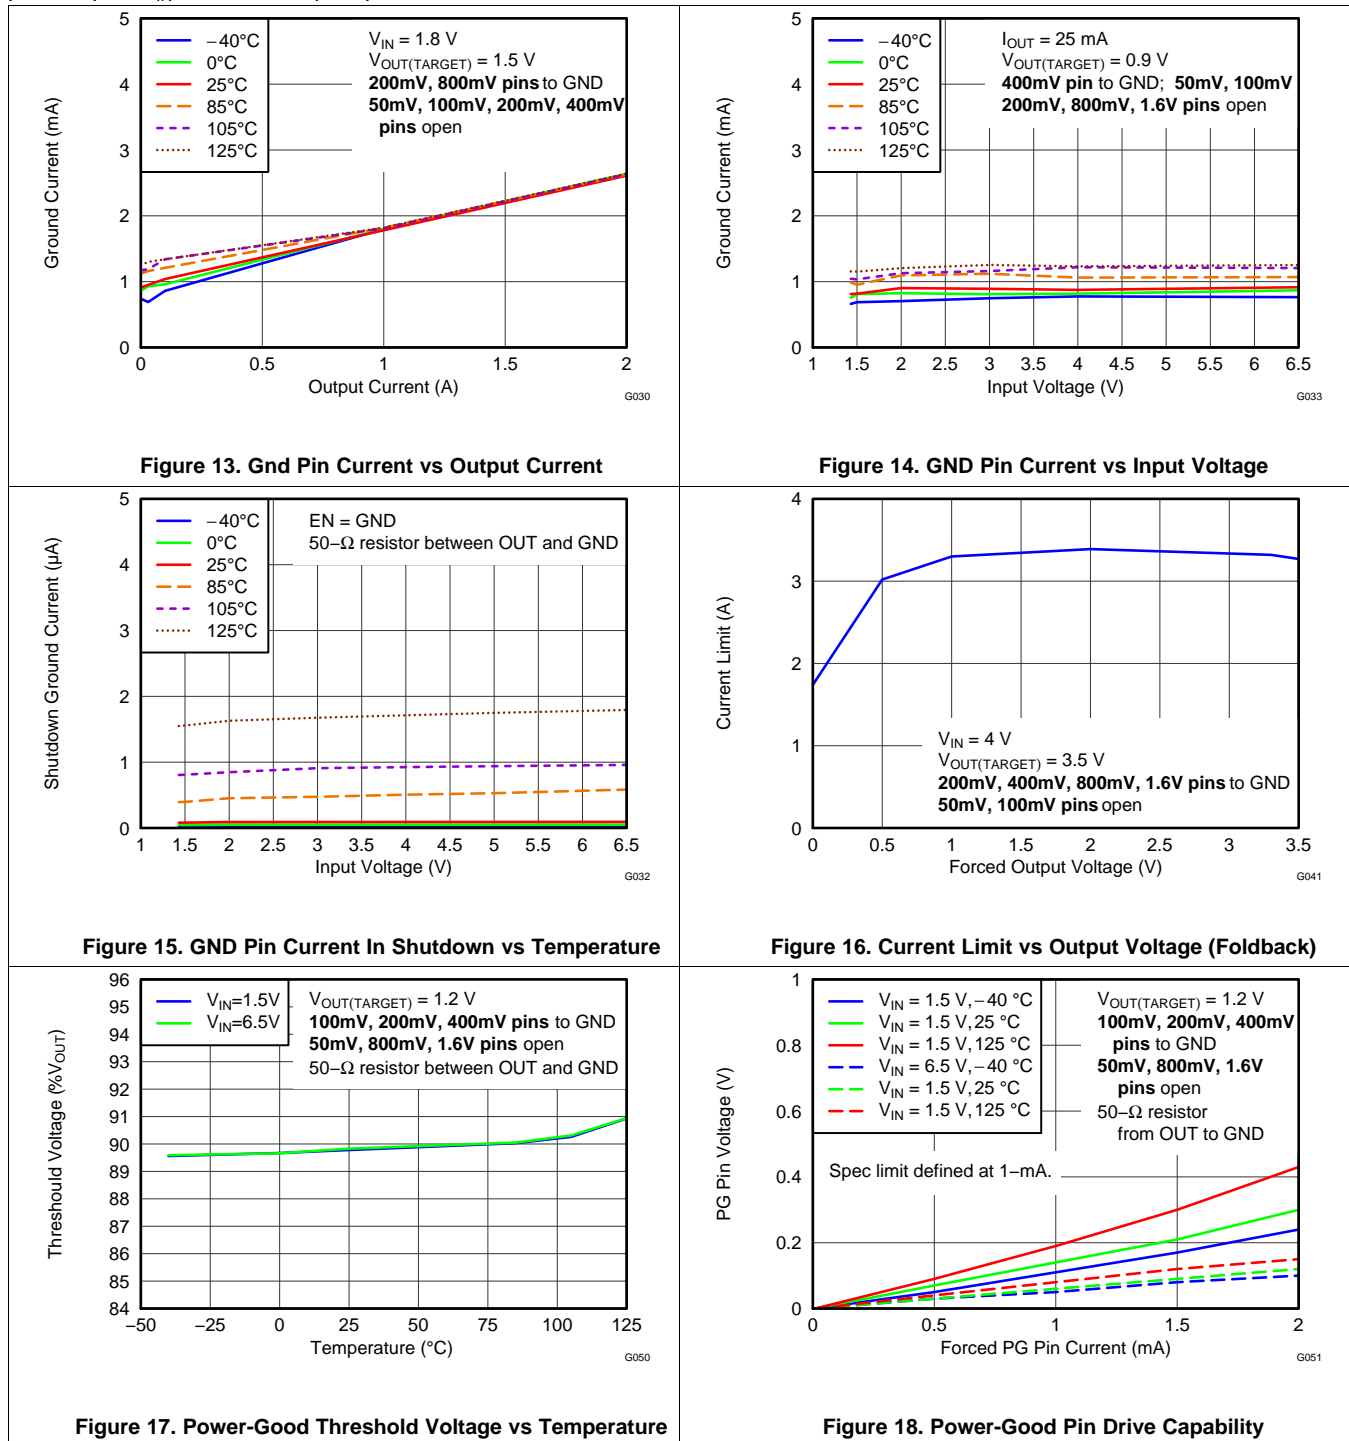 5
4
3
2
1
0
Ground Current (mA)
−40°C
0°C
25°C
85°C
105°C
125°C
V_IN = 1.8 V
V_OUT(TARGET) = 1.5 V
200mV, 800mV pins to GND
50mV, 100mV, 200mV, 400mV
pins open
0 0.5 1 1.5 2
Output Current (A)
G030
Figure 13. Gnd Pin Current vs Output Current
5
4
3
2
1
0
Ground Current (mA)
−40°C
0°C
25°C
85°C
105°C
125°C
I_OUT = 25 mA
V_OUT(TARGET) = 0.9 V
400mV pin to GND; 50mV, 100mV
200mV, 800mV, 1.6V pins open
1 1.5 2 2.5 3 3.5 4 4.5 5 5.5 6 6.5
Input Voltage (V)
G033
Figure 14. GND Pin Current vs Input Voltage
5
4
3
2
1
0
Shutdown Ground Current (µA)
−40°C
0°C
25°C
85°C
105°C
125°C
EN = GND
50−Ω resistor between OUT and GND
1 1.5 2 2.5 3 3.5 4 4.5 5 5.5 6 6.5
Input Voltage (V)
G032
Figure 15. GND Pin Current In Shutdown vs Temperature
4
3
2
1
0
Current Limit (A)
V_IN = 4 V
V_OUT(TARGET) = 3.5 V
200mV, 400mV, 800mV, 1.6V pins to GND
50mV, 100mV pins open
0 0.5 1 1.5 2 2.5 3 3.5
Forced Output Voltage (V)
G041
Figure 16. Current Limit vs Output Voltage (Foldback)
96
95
94
93
92
91
90
89
88
87
86
85
84
Threshould Voltage (%V_OUT)
V_IN=1.5V
V_IN=6.5V
V_OUT(TARGET) = 1.2 V
100mV, 200mV, 400mV pins to GND
50mV, 800mV, 1.6V pins open
50−Ω resistor between OUT and GND
−50 −25 0 25 50 75 100 125
Temperature (°C)
G050
Figure 17. Power-Good Threshold Voltage vs Temperature
1
0.8
0.6
0.4
0.2
0
PG Pin Voltage (V)
V_IN = 1.5 V, −40 °C
V_IN = 1.5 V, 25 °C
V_IN = 1.5 V, 125 °C
V_IN = 6.5 V, −40 °C
V_IN = 1.5 V, 25 °C
V_IN = 1.5 V, 125 °C
V_OUT(TARGET) = 1.2 V
100mV, 200mV, 400mV
pins to GND
50mV, 800mV, 1.6V
pins open
50−Ω resistor
from OUT to GND
Spec limit defined at 1−mA.
0 0.5 1 1.5 2
Forced PG Pin Current (mA)
G051
Figure 18. Power-Good Pin Drive Capability